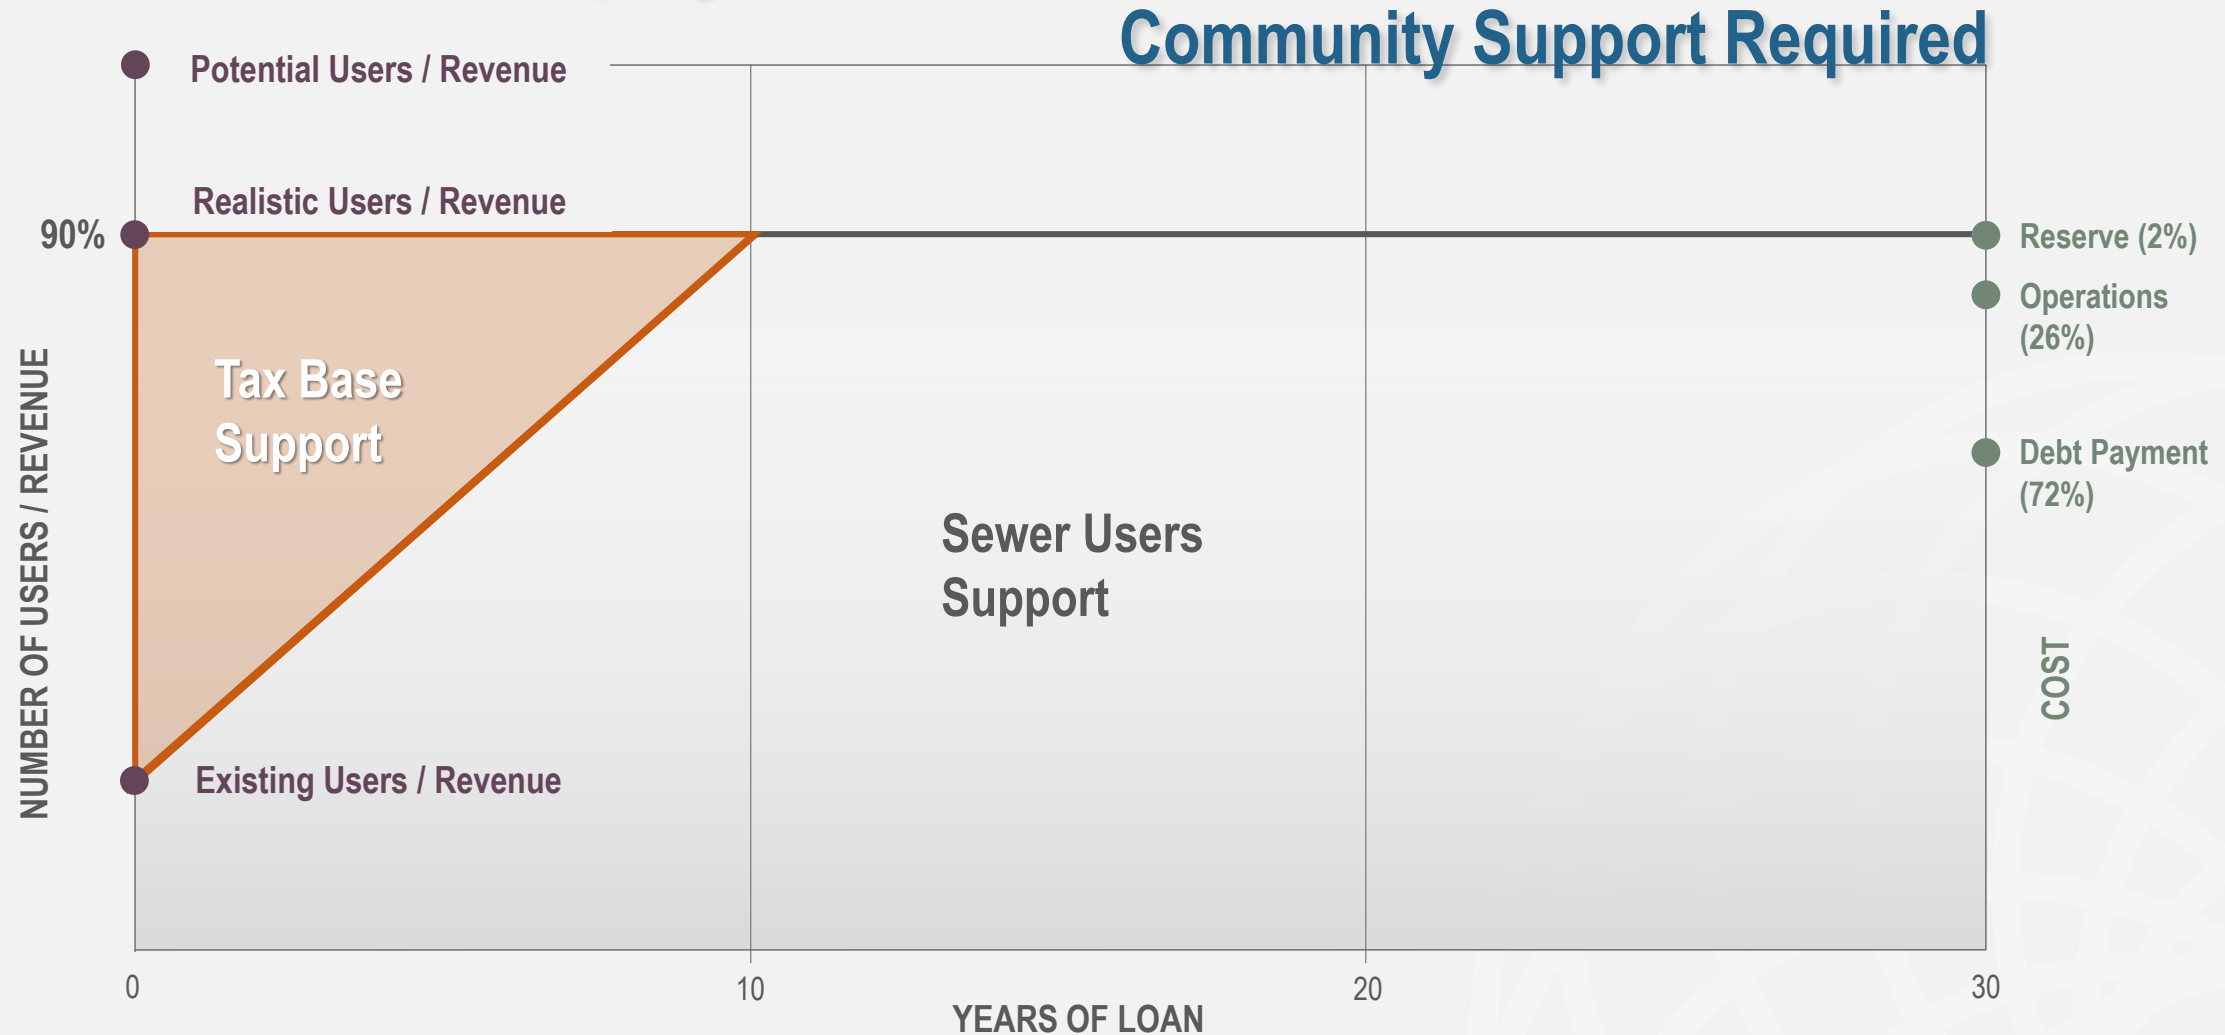 Community Support Required
Potential Users / Revenue
Realistic Users / Revenue
90%
Reserve (2%)
Operations
(26%)
Tax Base
Support
Debt Payment
(72%)
Sewer Users
Support
NUMBER OF USERS / REVENUE
COST
Existing Users / Revenue
0
10
20
30
YEARS OF LOAN